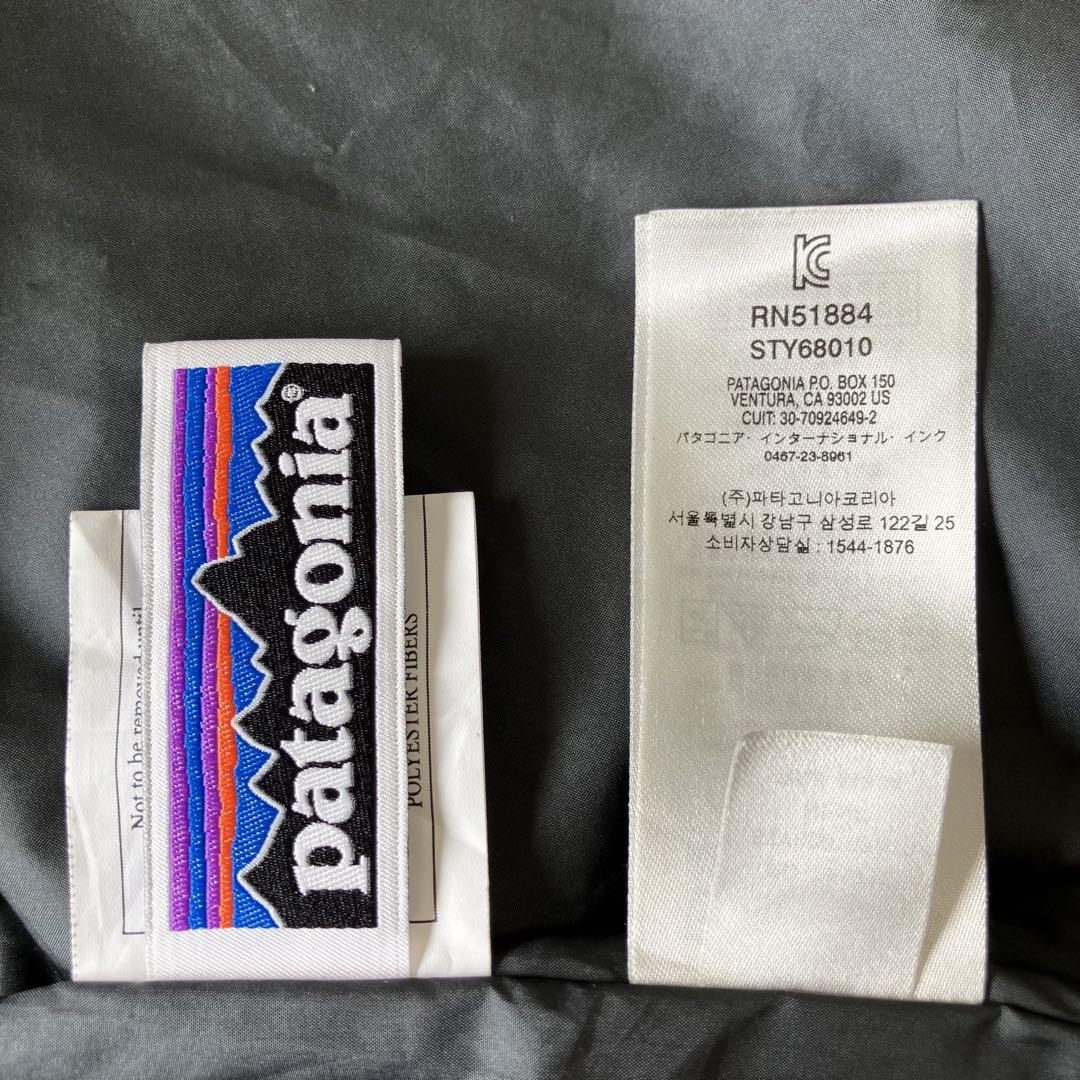 patagonia®
Not to be removed until
POLYESTER FIBERS
RN51884
STY68010
PATAGONIA P.O. BOX 150
VENTURA, CA 93002 US
CUIT: 30-70924649-2
パタゴニア・インターナショナル・インク
0467-23-8961
(주)파타고니아코리아
서울특별시 강남구 삼성로 122길 25
소비자상담실 : 1544-1876